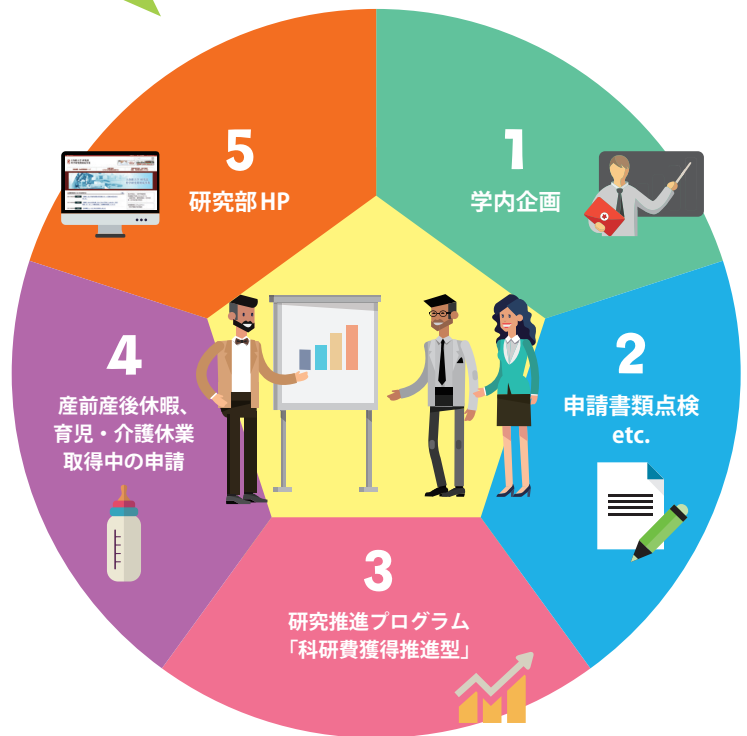 1
学内企画
2
申請書類点検
etc.
3
研究推進プログラム
「科研費獲得推進型」
4
産前産後休暇、
育児・介護休業
取得中の申請
5
研究部HP